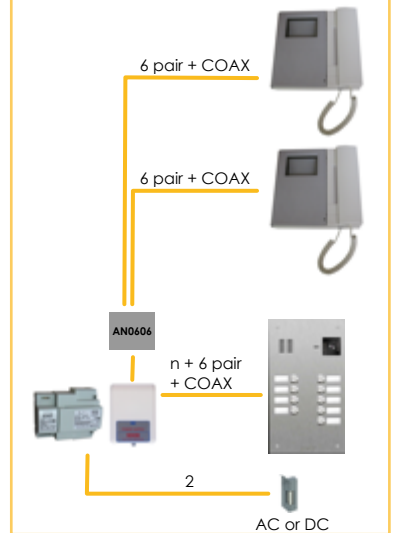 6 pair + COAX
6 pair + COAX
AN0606
n + 6 pair
+ COAX
2
AC or DC